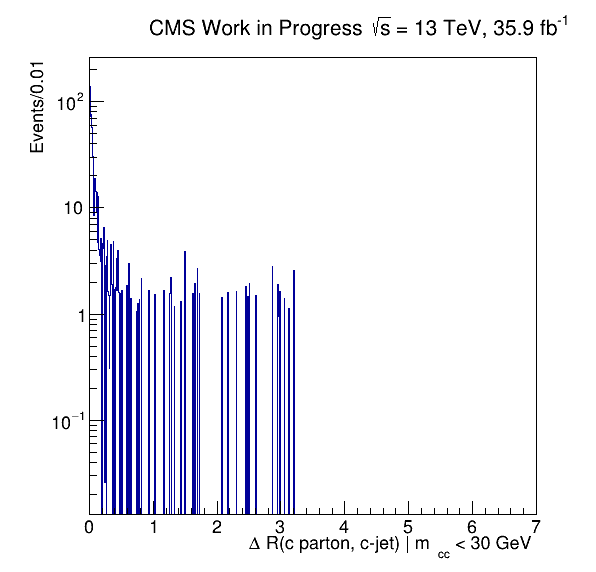 CMS Work in Progress √s = 13 TeV, 35.9 fb⁻¹
Events/0.01
10²
10
1
10⁻¹
0 1 2 3 4 5 6 7
Δ R(c parton, c-jet) | m cc < 30 GeV